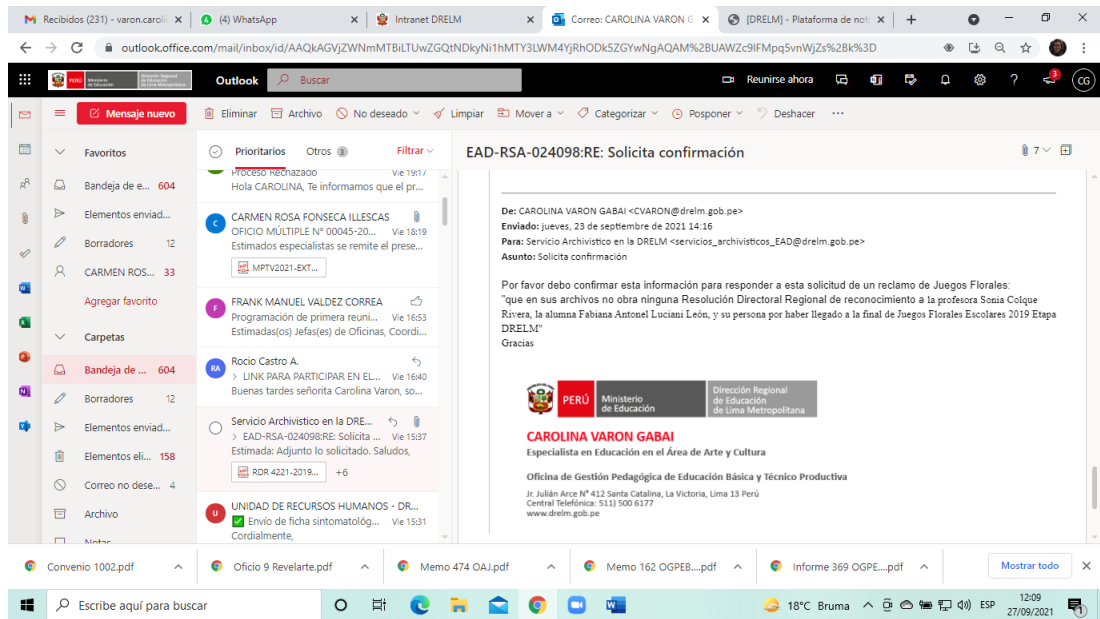 Recibidos (231) - varon.caroli
(4) WhatsApp
Intranet DRELM
Correo: CAROLINA VARON G
[DRELM] - Plataforma de not
outlook.office.com/mail/inbox/id/AAQkAGVjZWNmMTBiLTUwZGQtNDkyNi1hMTY3LWM4YjRhODk5ZGYwNgAQAM%2BUAWZc9IFMpq5vnWjZs%2Bk%3D
PERÚ
Outlook
Buscar
Reunirse ahora
3
CG
Mensaje nuevo
Eliminar
Archivo
No deseado
Limpiar
Mover a
Categorizar
Posponer
Deshacer
Favoritos
Bandeja de e... 604
Elementos enviad...
Borradores 12
CARMEN ROS... 33
Agregar favorito
Carpetas
Bandeja de ... 604
Borradores 12
Elementos enviad...
Elementos eli... 158
Correo no dese... 4
Archivo
Notas
Prioritarios
Otros 3
Filtrar
Proceso Rechazado Vie 19:17
Hola CAROLINA, Te informamos que el pr...
C
CARMEN ROSA FONSECA ILLESCAS
OFICIO MÚLTIPLE N° 00045-20... Vie 18:19
Estimados especialistas se remite el prese...
MPTV2021-EXT...
F
FRANK MANUEL VALDEZ CORREA
Programación de primera reuni... Vie 16:53
Estimadas(os) Jefas(es) de Oficinas, Coordi...
RA
Rocio Castro A.
> LINK PARA PARTICIPAR EN EL... Vie 16:40
Buenas tardes señorita Carolina Varon, so...
Servicio Archivistico en la DRE...
> EAD-RSA-024098:RE: Solicita ... Vie 15:37
Estimada: Adjunto lo solicitado. Saludos,
RDR 4221-2019...
+6
U
UNIDAD DE RECURSOS HUMANOS - DR...
Envío de ficha sintomatológ... Vie 15:31
Cordialmente,
EAD-RSA-024098:RE: Solicita confirmación
7
De: CAROLINA VARON GABAI <CVARON@drelm.gob.pe>
Enviado: jueves, 23 de septiembre de 2021 14:16
Para: Servicio Archivistico en la DRELM <servicios_archivisticos_EAD@drelm.gob.pe>
Asunto: Solicita confirmación
Por favor debo confirmar esta información para responder a esta solicitud de un reclamo de Juegos Florales:
"que en sus archivos no obra ninguna Resolución Directoral Regional de reconocimiento a la profesora Sonia Colque
Rivera, la alumna Fabiana Antonel Luciani León, y su persona por haber llegado a la final de Juegos Florales Escolares 2019 Etapa
DRELM"
Gracias
PERÚ
Ministerio
de Educación
Dirección Regional
de Educación
de Lima Metropolitana
CAROLINA VARON GABAI
Especialista en Educación en el Área de Arte y Cultura
Oficina de Gestión Pedagógica de Educación Básica y Técnico Productiva
Jr. Julián Arce N° 412 Santa Catalina, La Victoria, Lima 13 Perú
Central Telefónica: 511) 500 6177
www.drelm.gob.pe
Convenio 1002.pdf
Oficio 9 Revelarte.pdf
Memo 474 OAJ.pdf
Memo 162 OGPEB....pdf
Informe 369 OGPE....pdf
Mostrar todo
Escribe aquí para buscar
18°C Bruma
ESP
12:09
27/09/2021